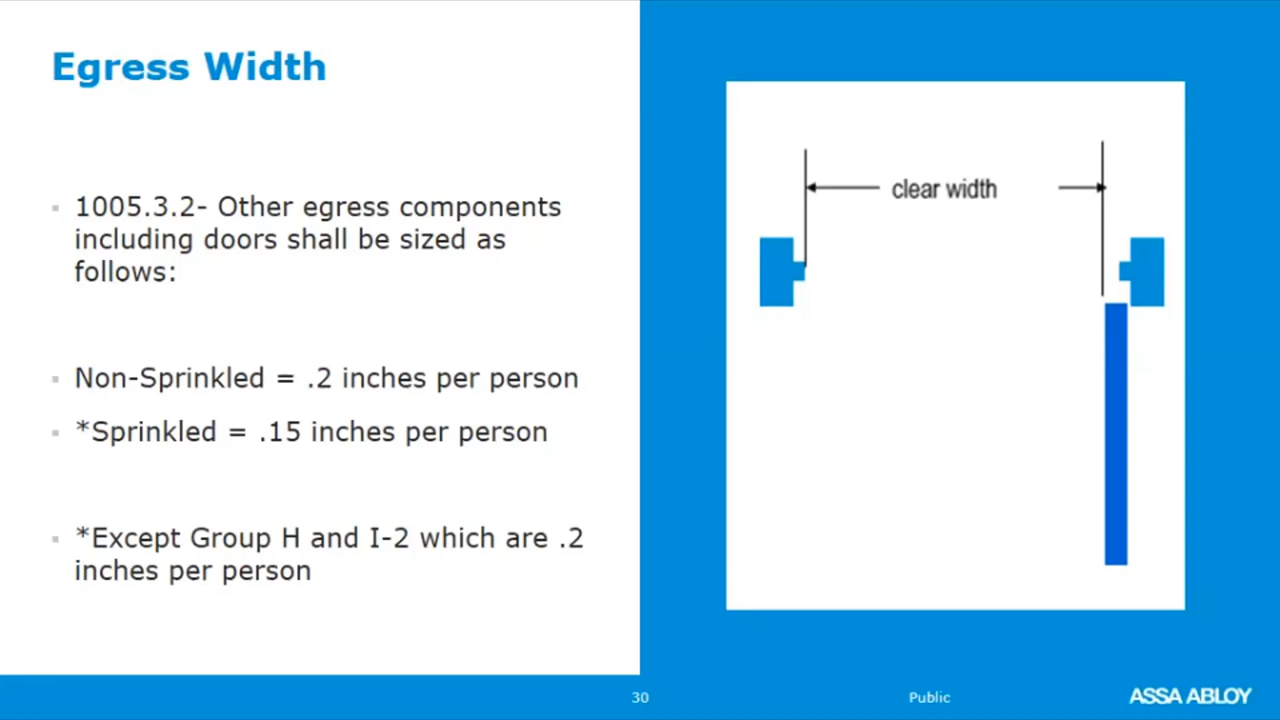 Egress Width
1005.3.2- Other egress components
including doors shall be sized as
follows:
Non-Sprinkled = .2 inches per person
*Sprinkled = .15 inches per person
*Except Group H and I-2 which are .2
inches per person
clear width
30
Public
ASSA ABLOY